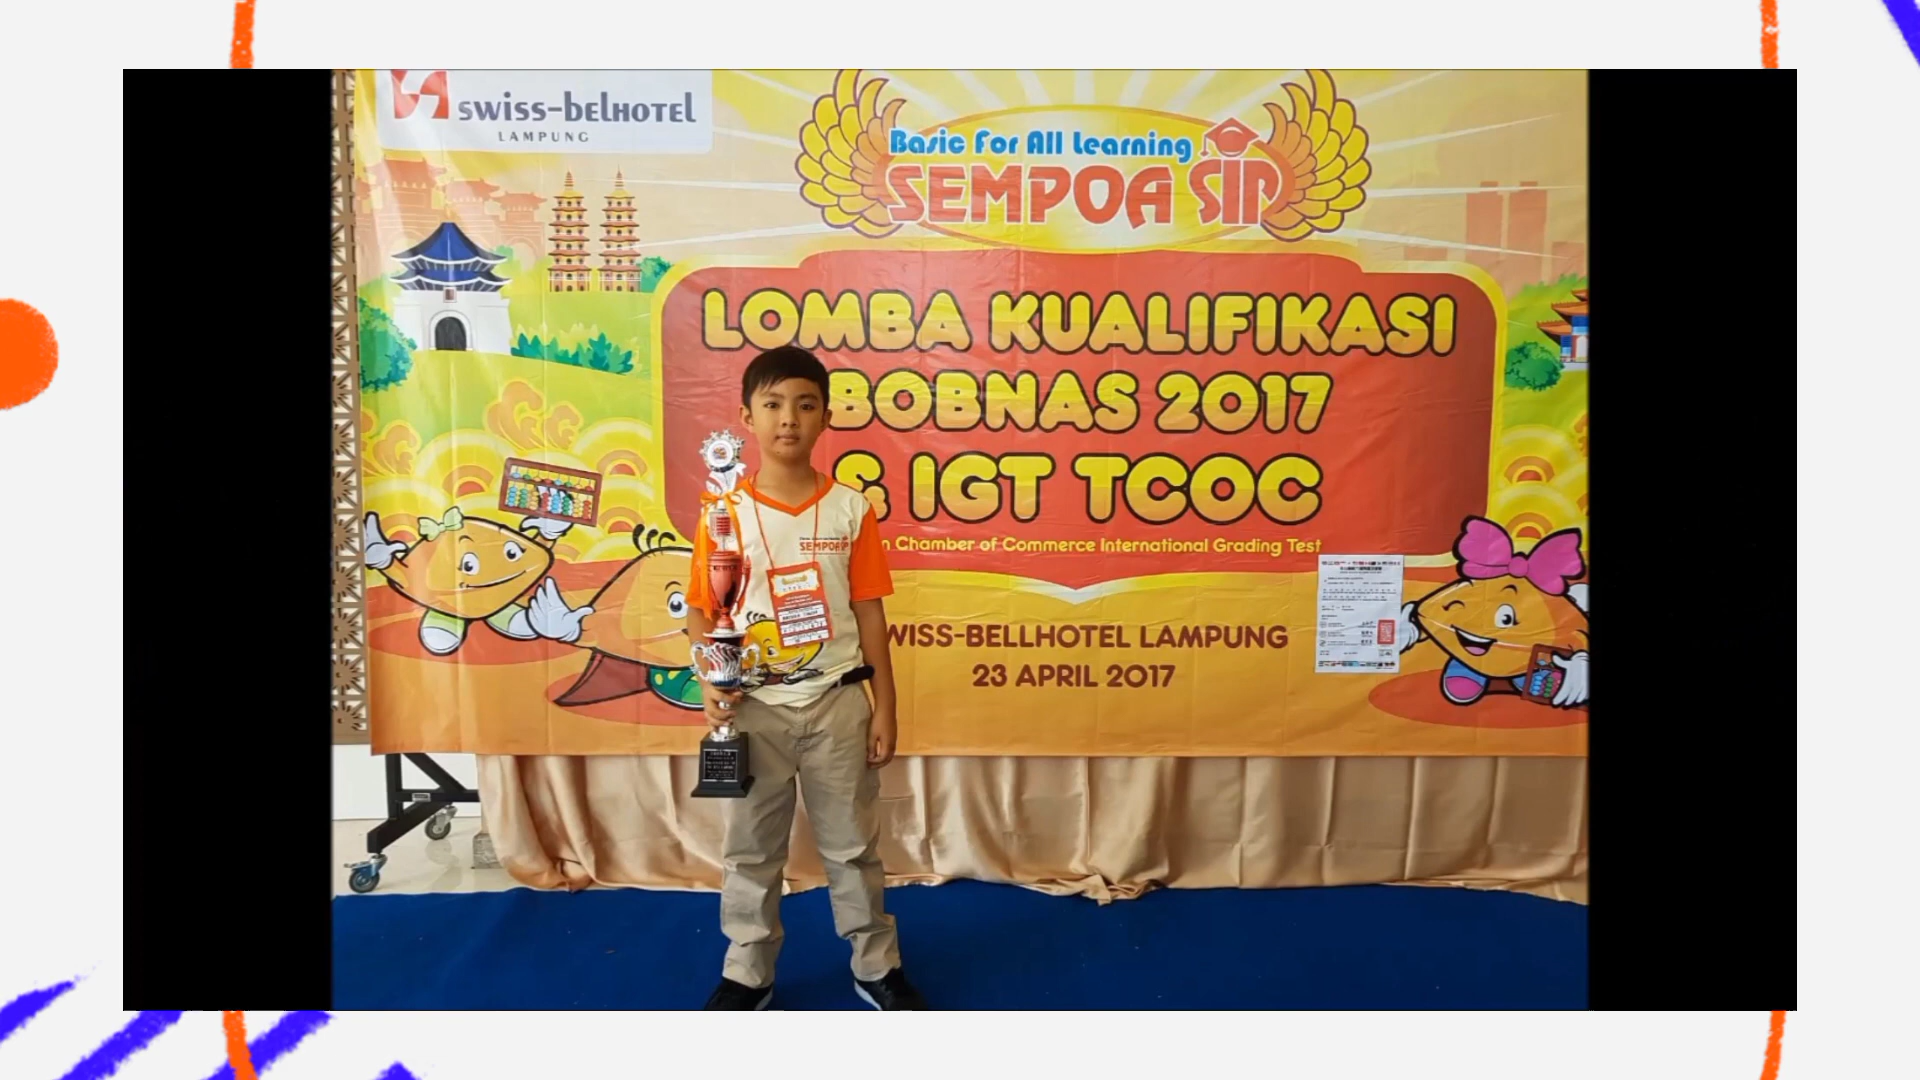 swiss-belHOTEL
LAMPUNG
Basic For All Learning
SEMPOA SIP
LOMBA KUALIFIKASI
BOBNAS 2017
& IGT TCOC
Chamber of Commerce International Grading Test
WISS-BELLHOTEL LAMPUNG
23 APRIL 2017
SEMPOA SIP